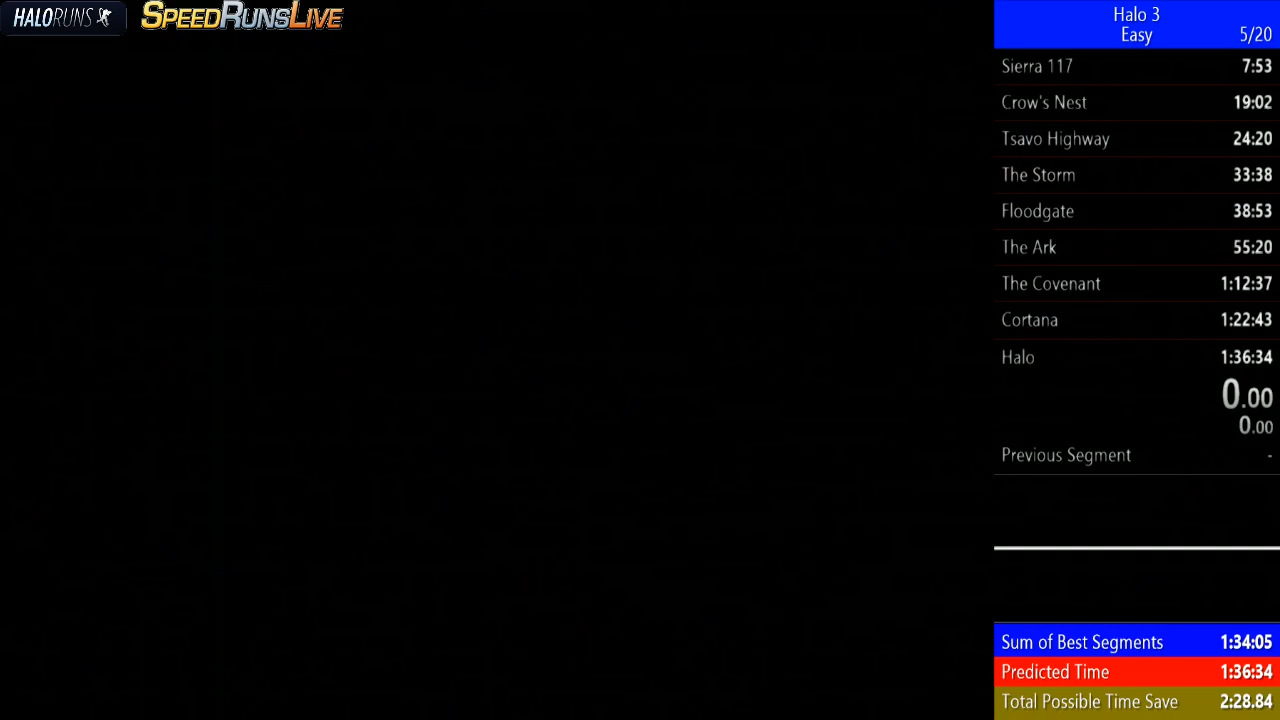 HALORUNS SPEEDRUNSLIVE
Halo 3
Easy 5/20
Sierra 117 7:53
Crow's Nest 19:02
Tsavo Highway 24:20
The Storm 33:38
Floodgate 38:53
The Ark 55:20
The Covenant 1:12:37
Cortana 1:22:43
Halo 1:36:34
0.00
0.00
Previous Segment -
Sum of Best Segments 1:34:05
Predicted Time 1:36:34
Total Possible Time Save 2:28.84